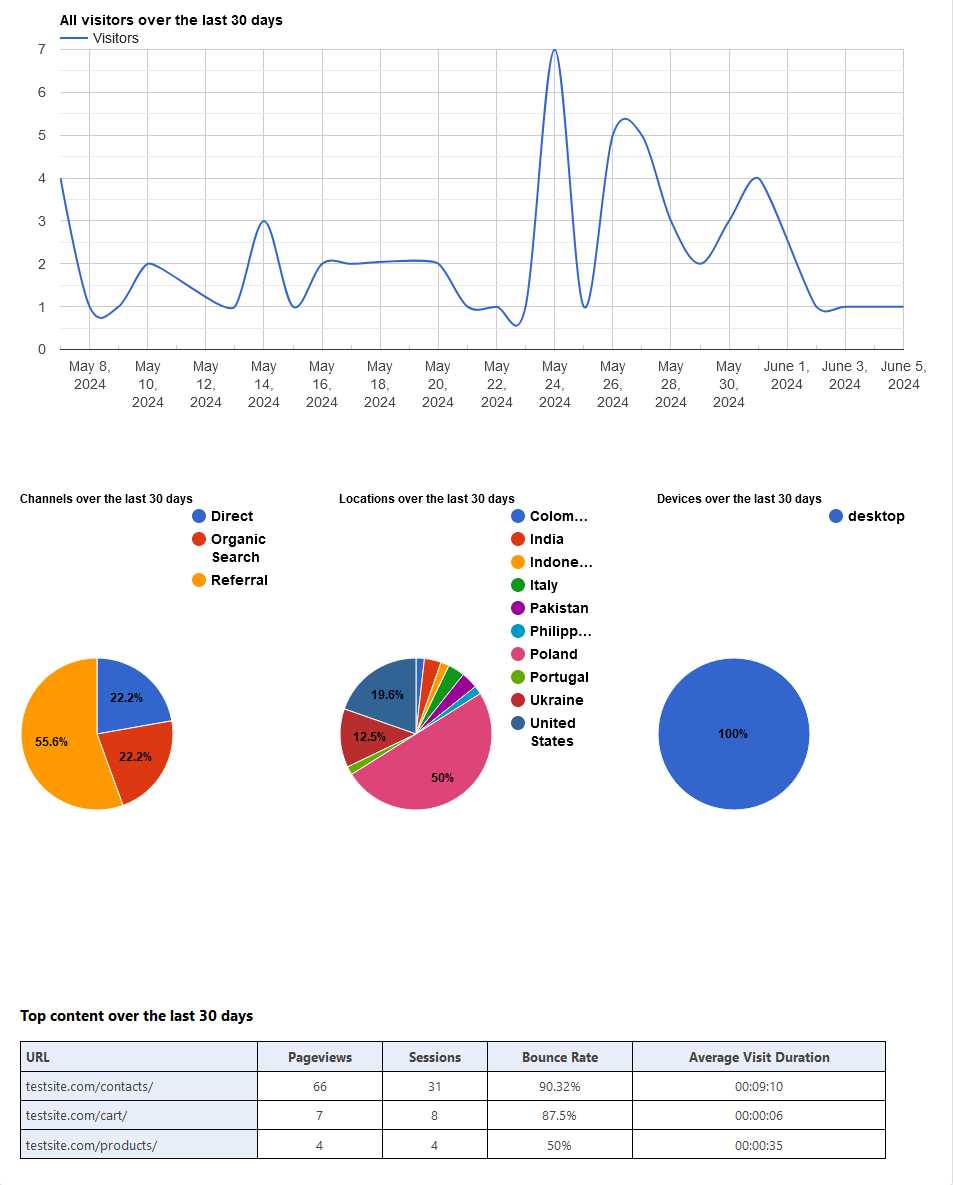 All visitors over the last 30 days
Visitors
7
6
5
4
3
2
1
0
May 8, 2024
May 10, 2024
May 12, 2024
May 14, 2024
May 16, 2024
May 18, 2024
May 20, 2024
May 22, 2024
May 24, 2024
May 26, 2024
May 28, 2024
May 30, 2024
June 1, 2024
June 3, 2024
June 5, 2024
Channels over the last 30 days
Direct
Organic
Search
Referral
22.2%
22.2%
55.6%
Locations over the last 30 days
Colom...
India
Indone...
Italy
Pakistan
Philipp...
Poland
Portugal
Ukraine
United
States
19.6%
12.5%
50%
Devices over the last 30 days
desktop
100%
Top content over the last 30 days
URL Pageviews Sessions Bounce Rate Average Visit Duration
testsite.com/contacts/ 66 31 90.32% 00:09:10
testsite.com/cart/ 7 8 87.5% 00:00:06
testsite.com/products/ 4 4 50% 00:00:35